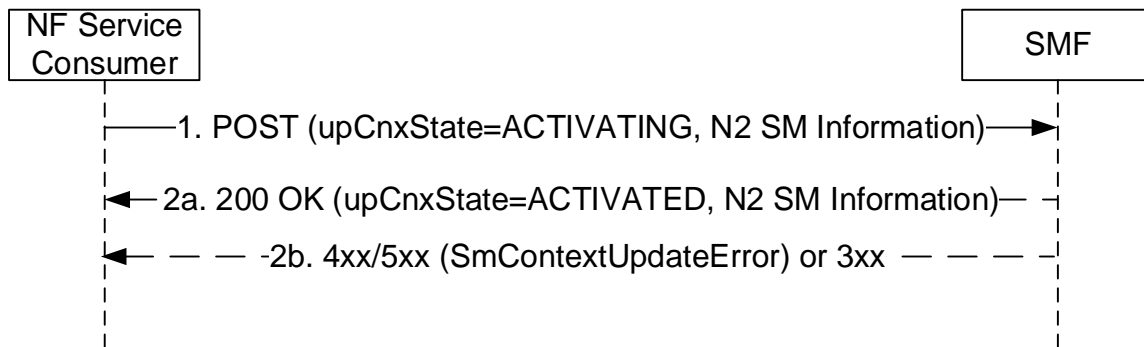 NF Service
Consumer
SMF
1. POST (upCnxState=ACTIVATING, N2 SM Information)
2a. 200 OK (upCnxState=ACTIVATED, N2 SM Information)
2b. 4xx/5xx (SmContextUpdateError) or 3xx